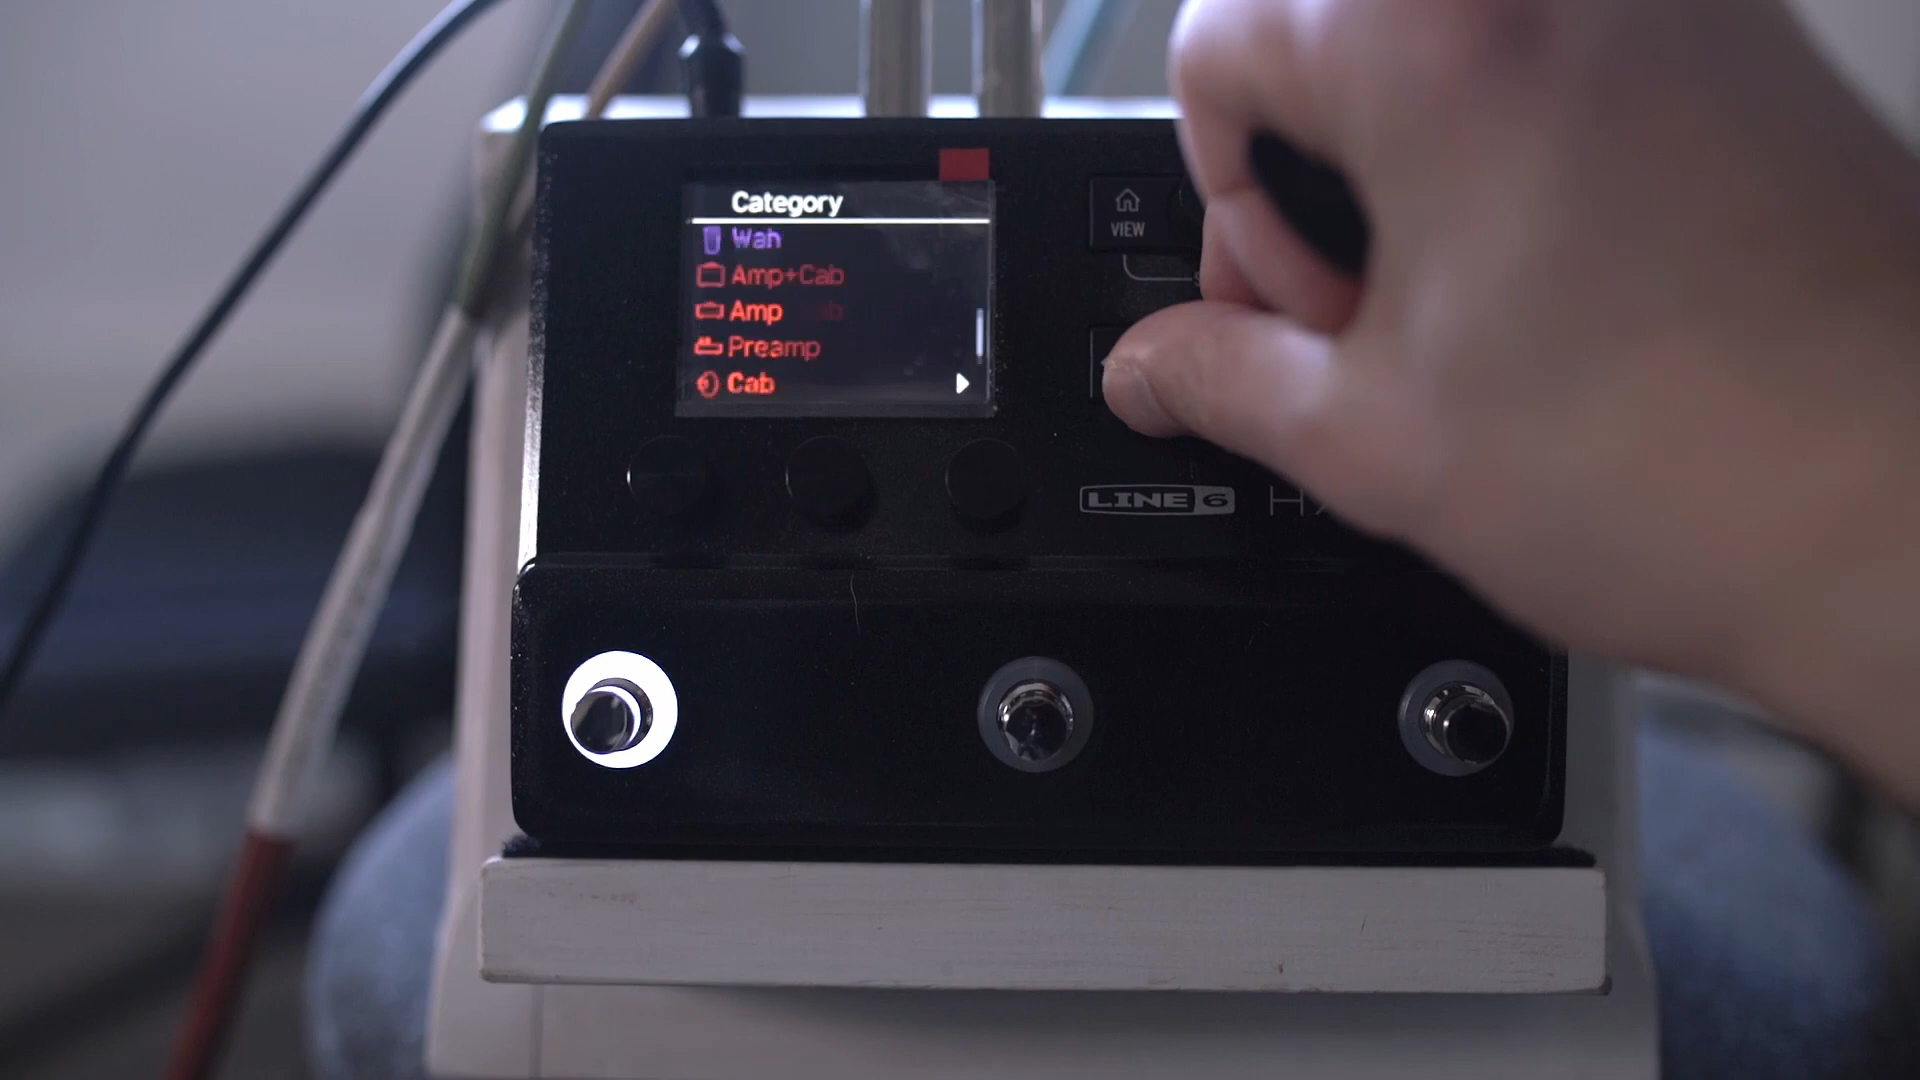 Category
Wah
Amp+Cab
Amp
Preamp
Cab
VIEW
LINE 6